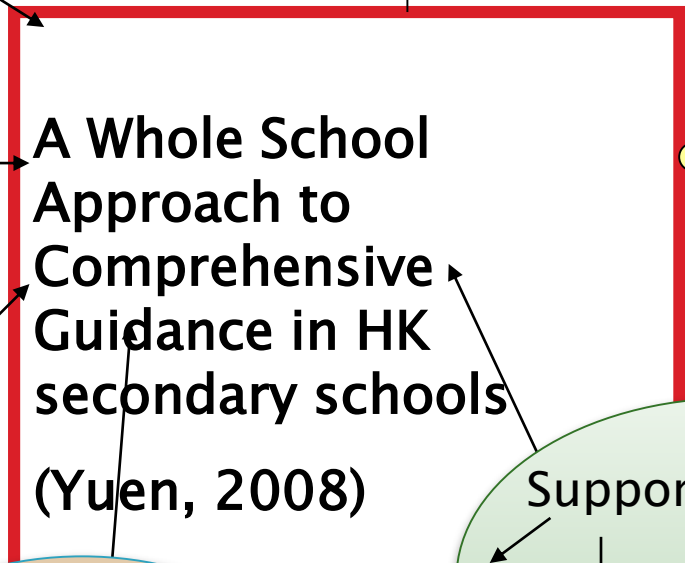 A Whole School
Approach to
Comprehensive
Guidance in HK
secondary schools
(Yuen, 2008)